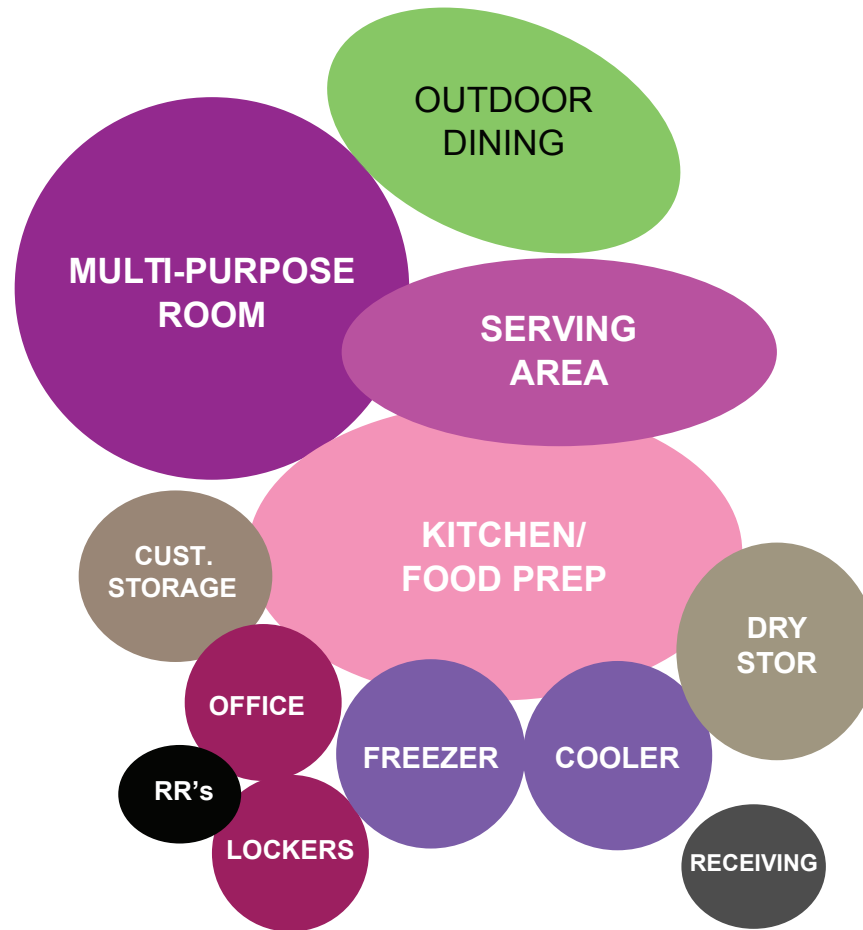 OUTDOOR
DINING
MULTI-PURPOSE
ROOM
SERVING
AREA
KITCHEN/
FOOD PREP
CUST.
STORAGE
DRY
STOR
OFFICE
FREEZER
COOLER
RR's
LOCKERS
RECEIVING